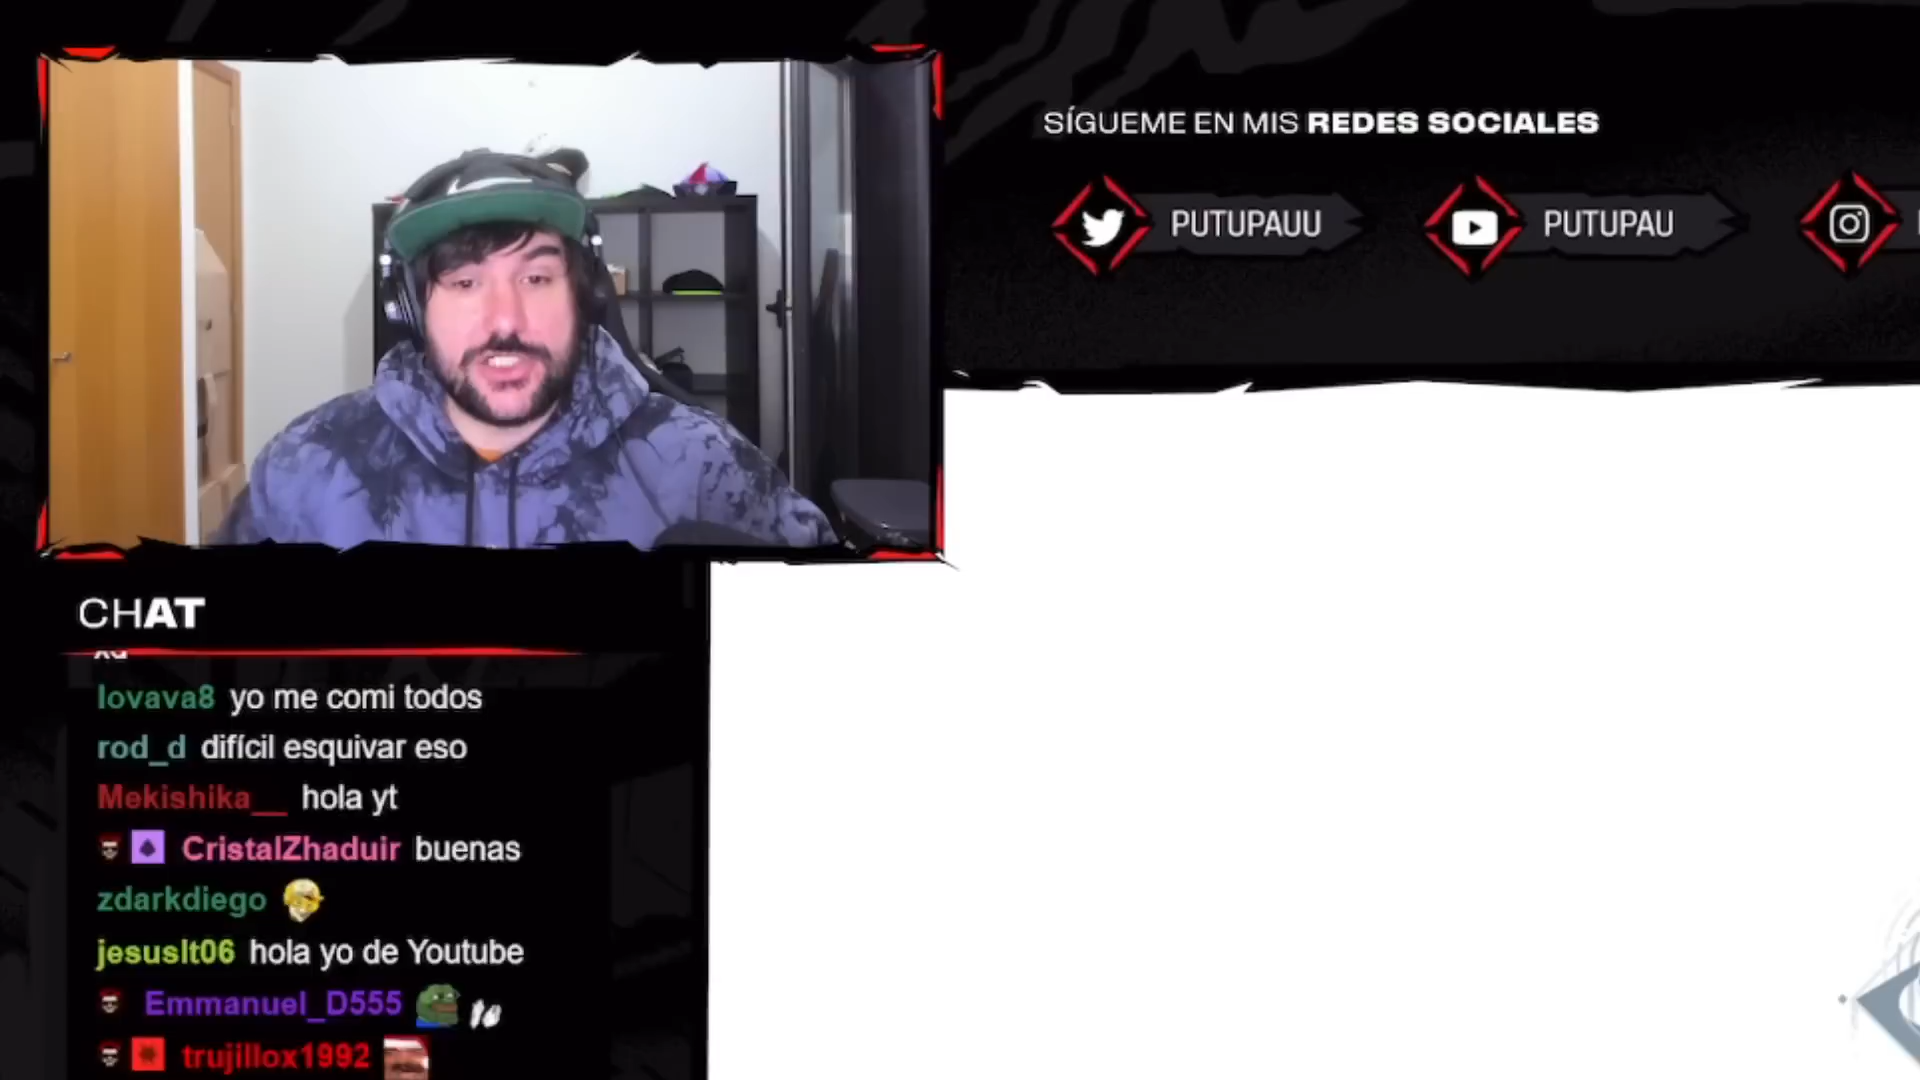 SÍGUEME EN MIS REDES SOCIALES
PUTUPAUU
PUTUPAU
CHAT
xd
lovava8 yo me comi todos
rod_d difícil esquivar eso
Mekishika__ hola yt
CristalZhaduir buenas
zdarkdiego
jesuslt06 hola yo de Youtube
Emmanuel_D555
trujillox1992